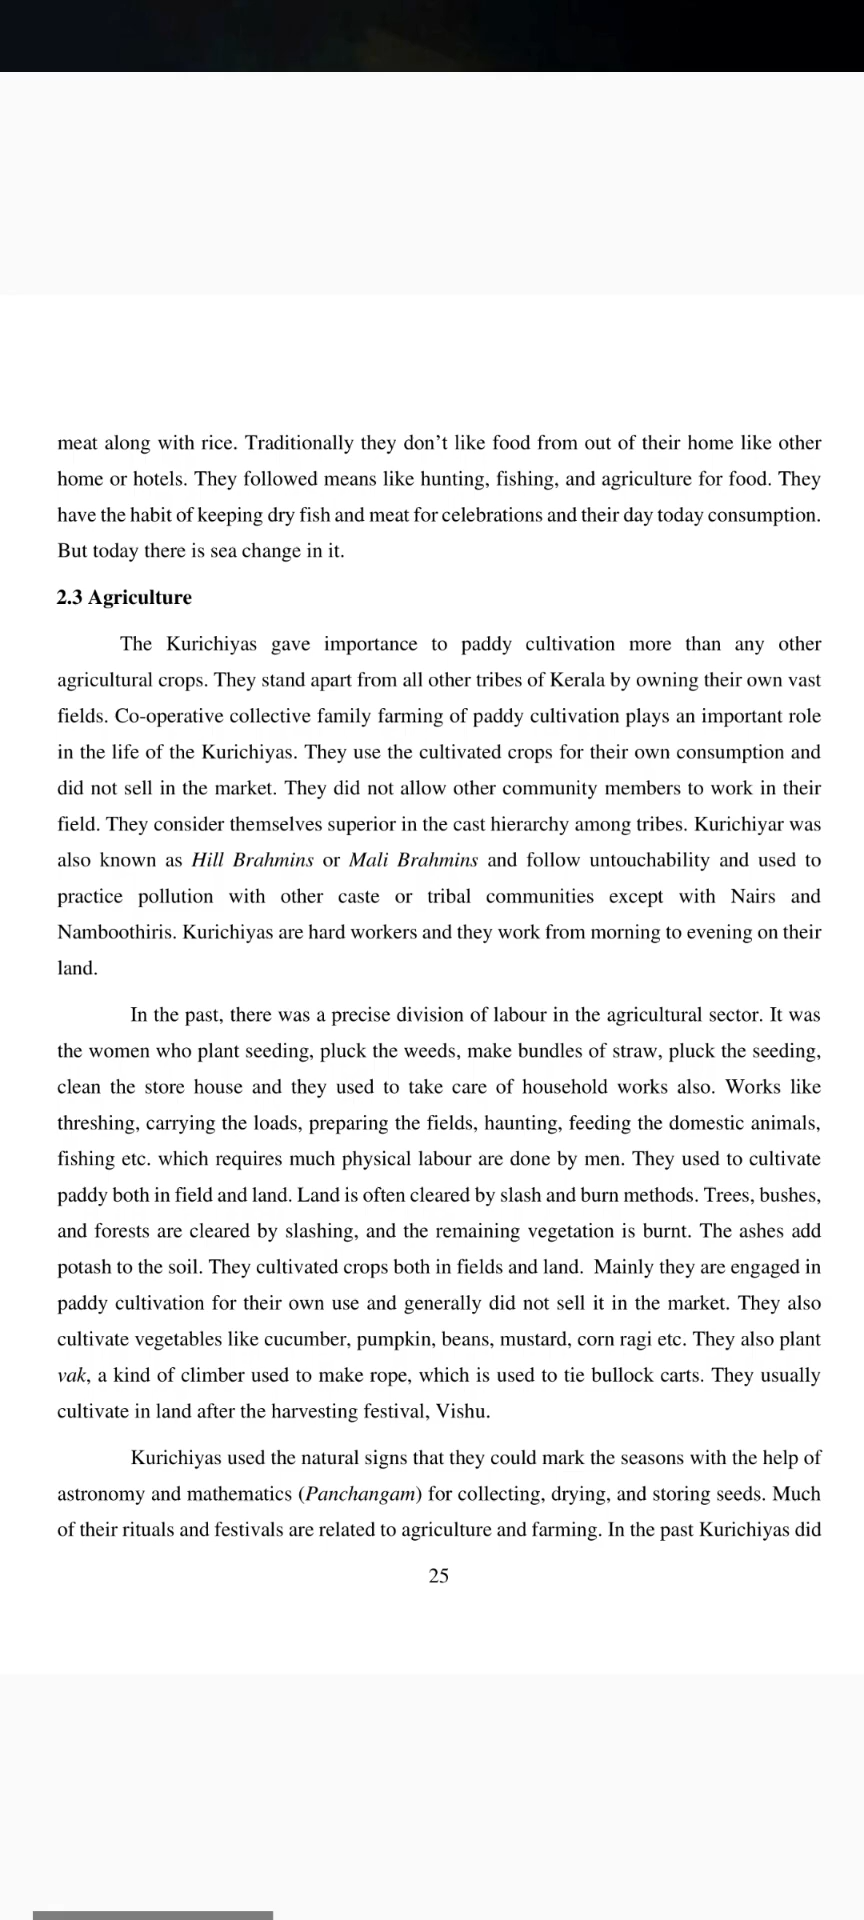 meat along with rice. Traditionally they don’t like food from out of their home like other
home or hotels. They followed means like hunting, fishing, and agriculture for food. They
have the habit of keeping dry fish and meat for celebrations and their day today consumption.
But today there is sea change in it.
2.3 Agriculture
The Kurichiyas gave importance to paddy cultivation more than any other
agricultural crops. They stand apart from all other tribes of Kerala by owning their own vast
fields. Co-operative collective family farming of paddy cultivation plays an important role
in the life of the Kurichiyas. They use the cultivated crops for their own consumption and
did not sell in the market. They did not allow other community members to work in their
field. They consider themselves superior in the cast hierarchy among tribes. Kurichiyar was
also known as Hill Brahmins or Mali Brahmins and follow untouchability and used to
practice pollution with other caste or tribal communities except with Nairs and
Namboothiris. Kurichiyas are hard workers and they work from morning to evening on their
land.
In the past, there was a precise division of labour in the agricultural sector. It was
the women who plant seeding, pluck the weeds, make bundles of straw, pluck the seeding,
clean the store house and they used to take care of household works also. Works like
threshing, carrying the loads, preparing the fields, haunting, feeding the domestic animals,
fishing etc. which requires much physical labour are done by men. They used to cultivate
paddy both in field and land. Land is often cleared by slash and burn methods. Trees, bushes,
and forests are cleared by slashing, and the remaining vegetation is burnt. The ashes add
potash to the soil. They cultivated crops both in fields and land. Mainly they are engaged in
paddy cultivation for their own use and generally did not sell it in the market. They also
cultivate vegetables like cucumber, pumpkin, beans, mustard, corn ragi etc. They also plant
vak, a kind of climber used to make rope, which is used to tie bullock carts. They usually
cultivate in land after the harvesting festival, Vishu.
Kurichiyas used the natural signs that they could mark the seasons with the help of
astronomy and mathematics (Panchangam) for collecting, drying, and storing seeds. Much
of their rituals and festivals are related to agriculture and farming. In the past Kurichiyas did
25